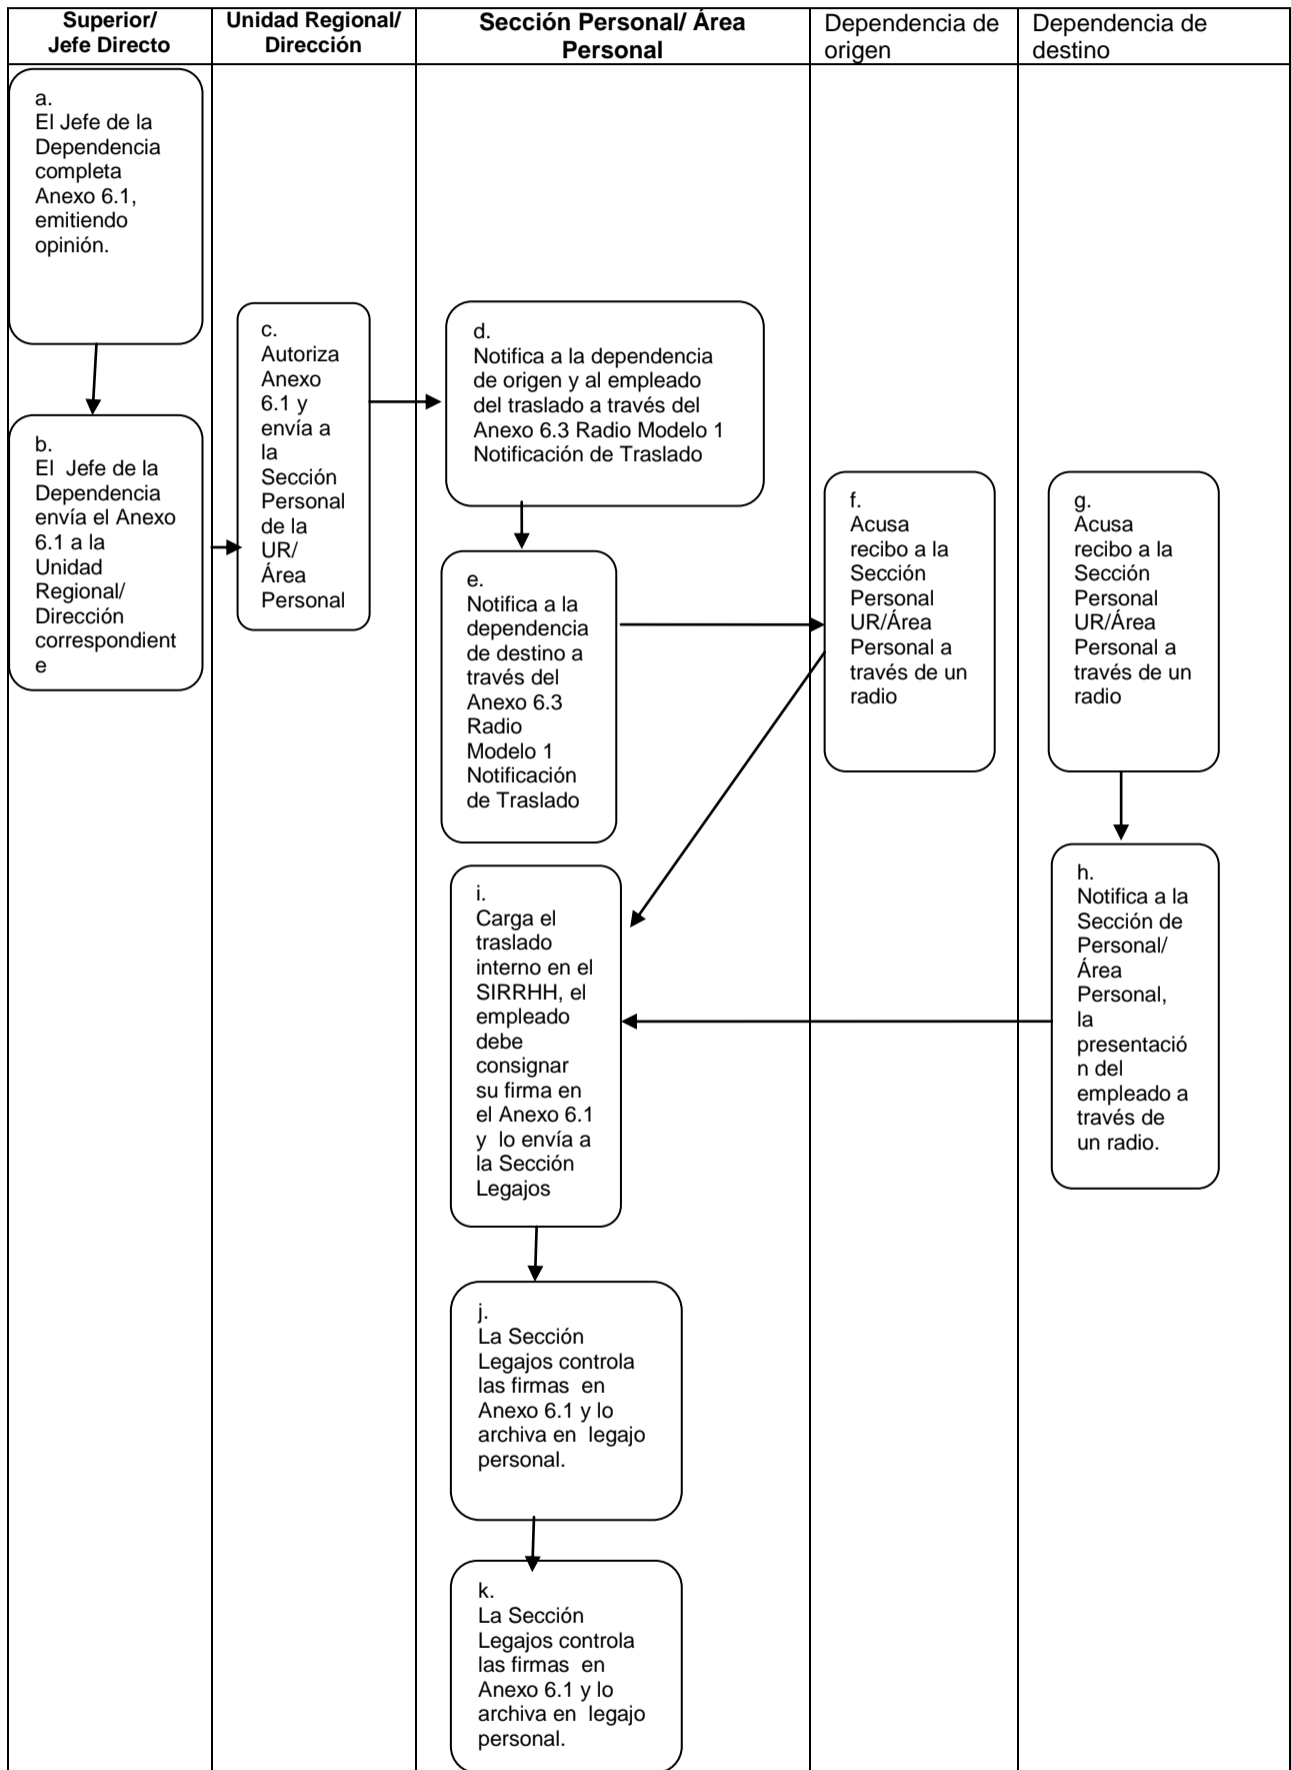 Superior/
Jefe Directo
Unidad Regional/
Dirección
Sección Personal/ Área
Personal
Dependencia de
origen
Dependencia de
destino
a.
El Jefe de la
Dependencia
completa
Anexo 6.1,
emitiendo
opinión.
b.
El Jefe de la
Dependencia
envía el Anexo
6.1 a la
Unidad
Regional/
Dirección
correspondient
e
c.
Autoriza
Anexo
6.1 y
envía a
la
Sección
Personal
de la
UR/
Área
Personal
d.
Notifica a la dependencia
de origen y al empleado
del traslado a través del
Anexo 6.3 Radio Modelo 1
Notificación de Traslado
e.
Notifica a la
dependencia
de destino a
través del
Anexo 6.3
Radio
Modelo 1
Notificación
de Traslado
f.
Acusa
recibo a la
Sección
Personal
UR/Área
Personal a
través de un
radio
g.
Acusa
recibo a la
Sección
Personal
UR/Área
Personal a
través de un
radio
h.
Notifica a la
Sección de
Personal/
Área
Personal,
la
presentació
n del
empleado a
través de
un radio.
i.
Carga el
traslado
interno en el
SIRRHH, el
empleado
debe
consignar
su firma en
el Anexo 6.1
y lo envía a
la Sección
Legajos
j.
La Sección
Legajos controla
las firmas en
Anexo 6.1 y lo
archiva en legajo
personal.
k.
La Sección
Legajos controla
las firmas en
Anexo 6.1 y lo
archiva en legajo
personal.